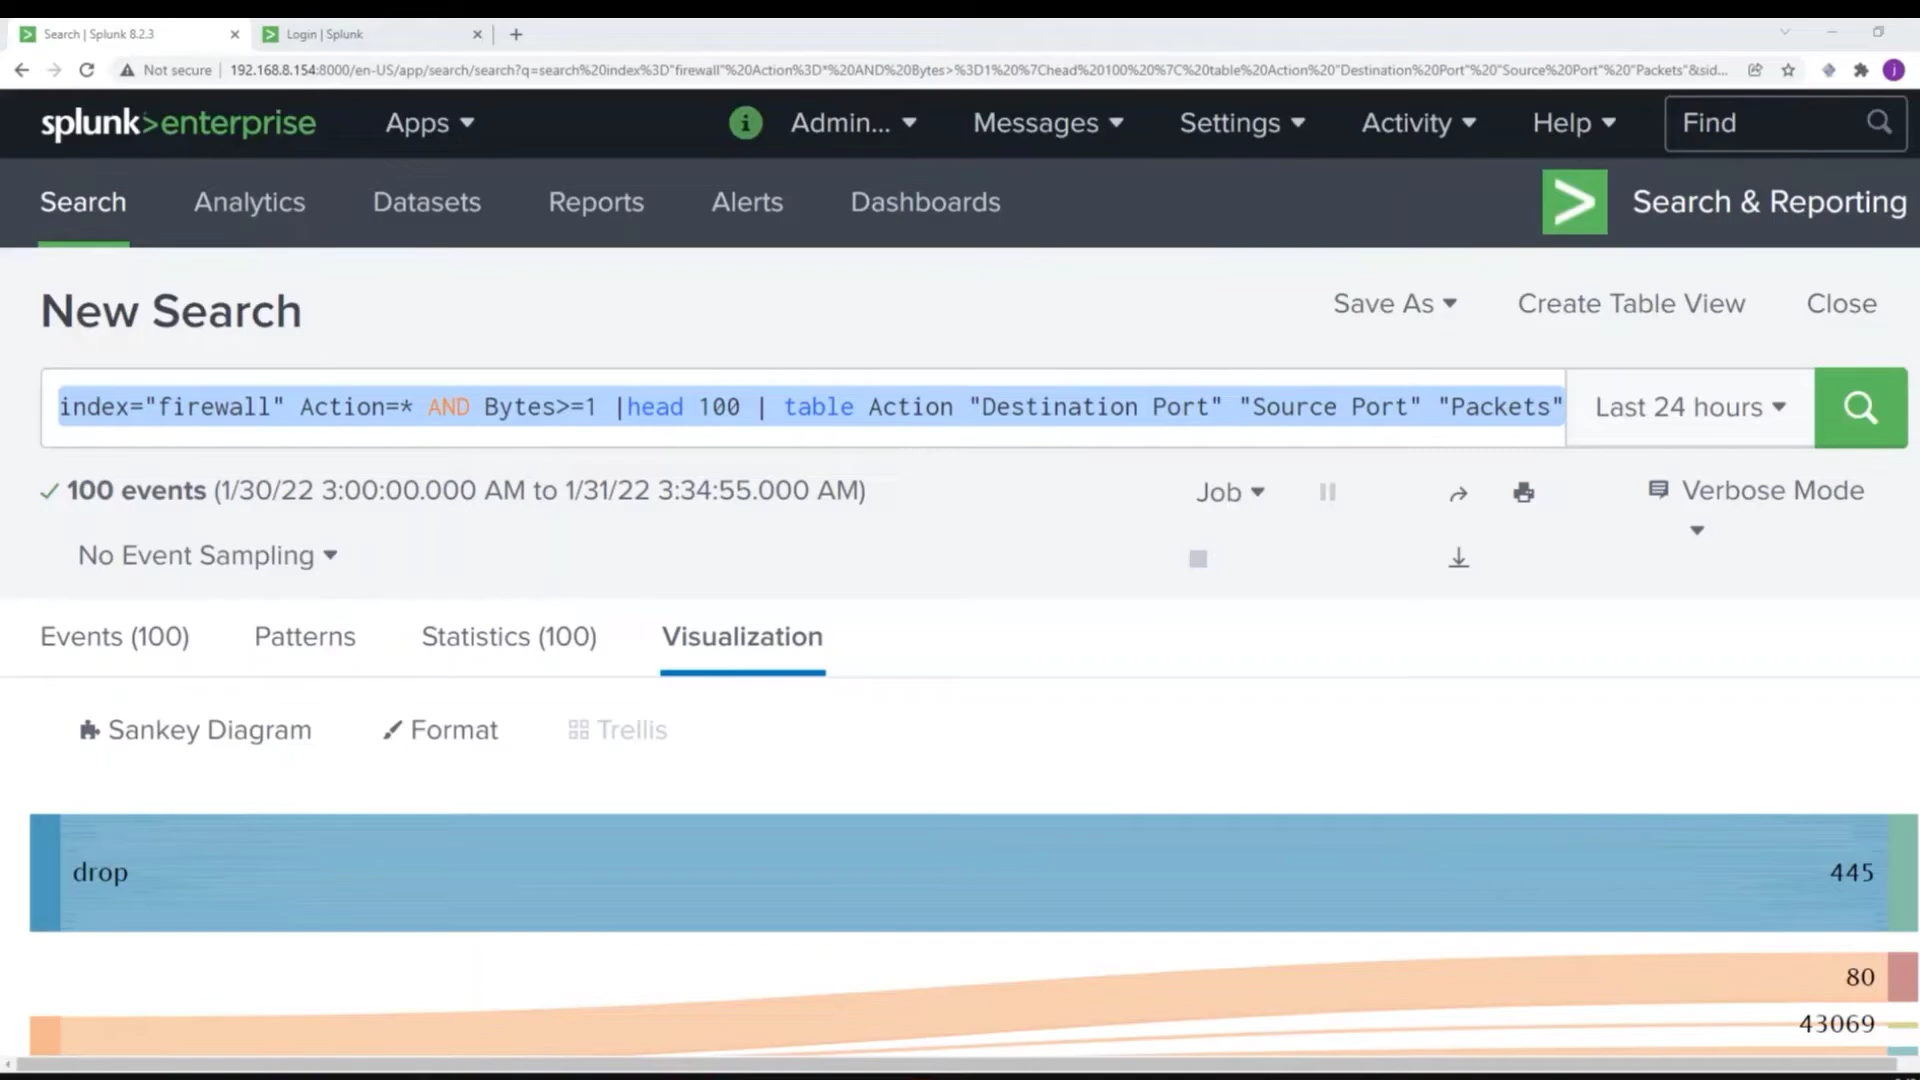 Search | Splunk 8.2.3
Login | Splunk
Not secure
192.168.8.154:8000/en-US/app/search/search?q=search%20index%3D"firewall"%20Action%3D*%20AND%20Bytes>%3D1%20%7Chead%20100%20%7C%20table%20Action%20"Destination%20Port"%20"Source%20Port"%20"Packets"&sid...
j
splunk>enterprise
Apps
i
Admin...
Messages
Settings
Activity
Help
Find
Search
Analytics
Datasets
Reports
Alerts
Dashboards
Search & Reporting
New Search
Save As
Create Table View
Close
index="firewall" Action=* AND Bytes>=1 |head 100 | table Action "Destination Port" "Source Port" "Packets"
Last 24 hours
100 events (1/30/22 3:00:00.000 AM to 1/31/22 3:34:55.000 AM)
Job
Verbose Mode
No Event Sampling
Events (100)
Patterns
Statistics (100)
Visualization
Sankey Diagram
Format
Trellis
drop
445
80
43069